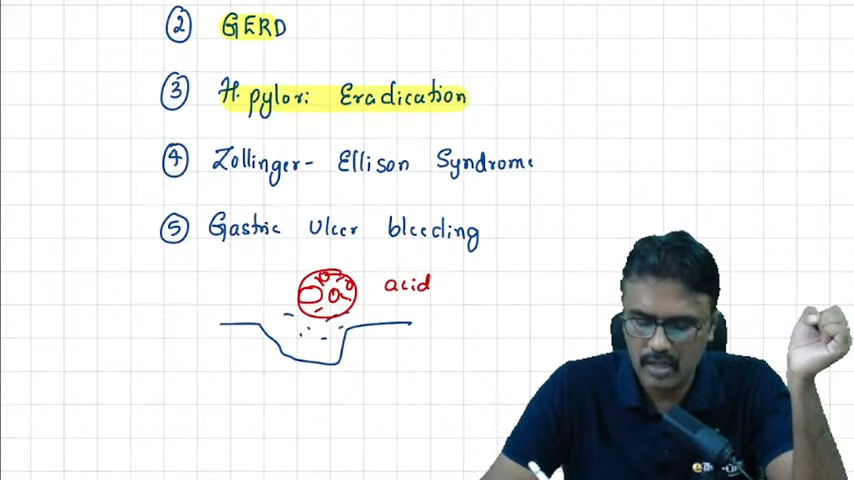 ② GERD
③ H. pylori Eradication
④ Zollinger- Ellison Syndrome
⑤ Gastric Ulcer bleeding
acid